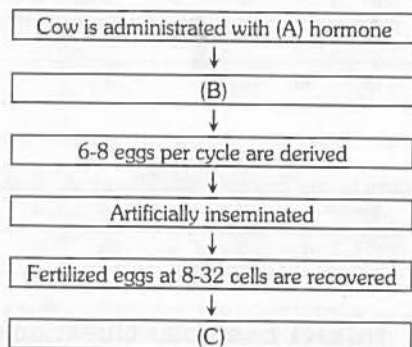 Cow is administrated with (A) hormone
(B)
6-8 eggs per cycle are derived
Artificially inseminated
Fertilized eggs at 8-32 cells are recovered
(C)